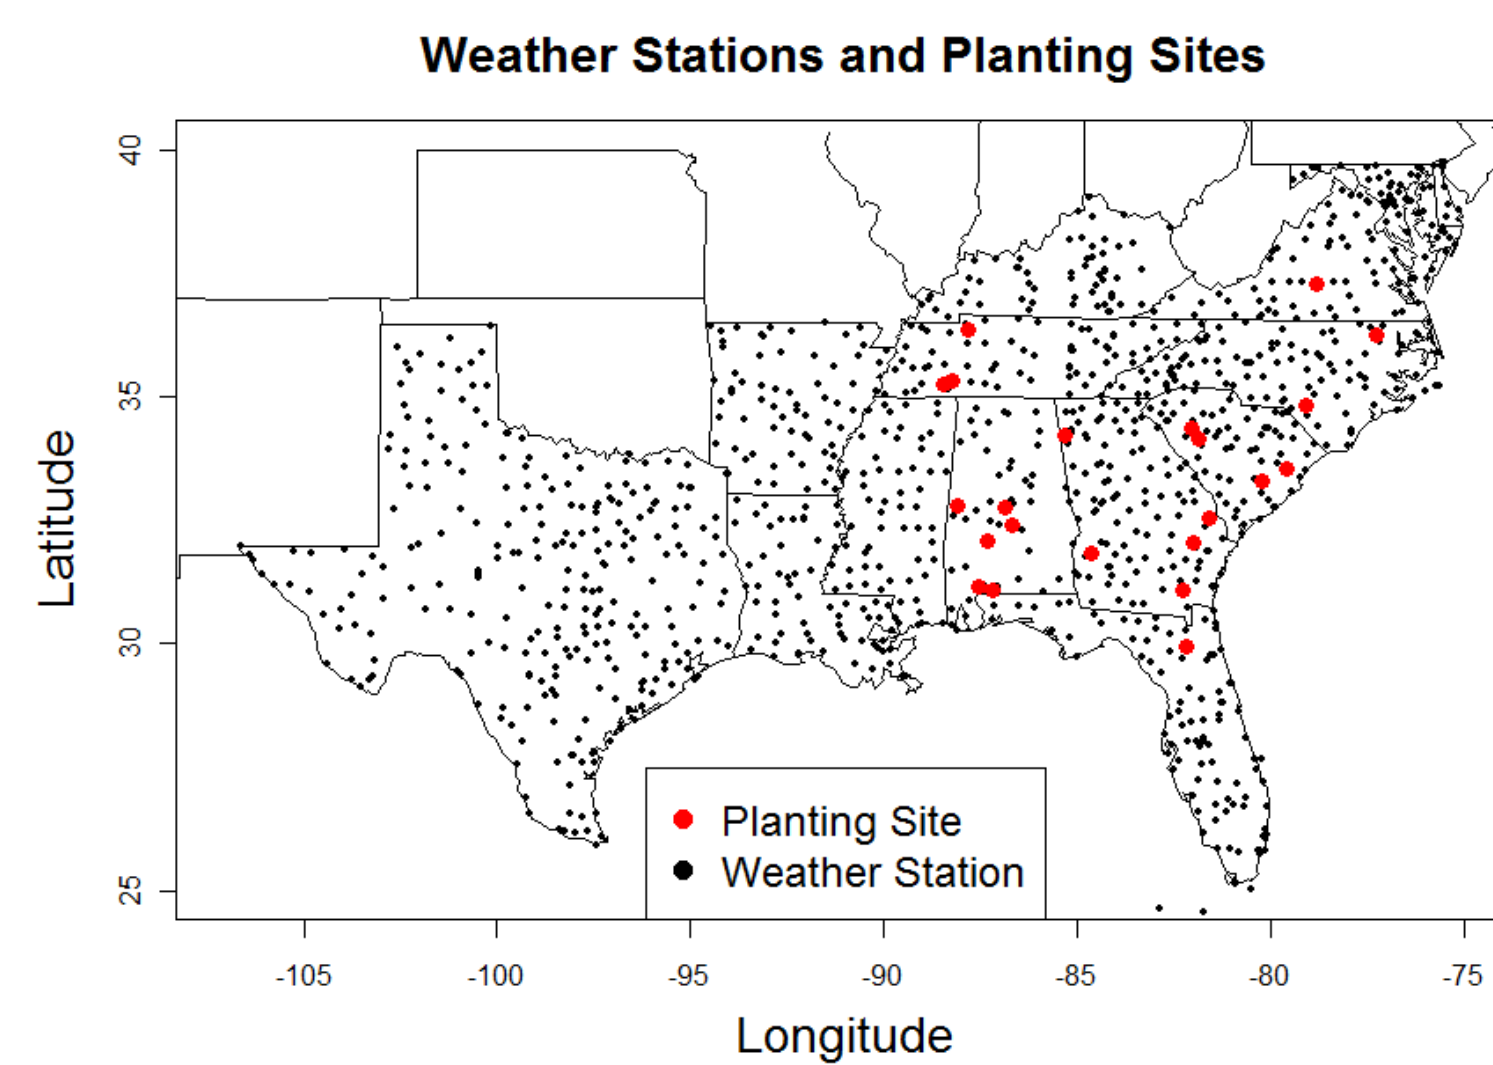 Weather Stations and Planting Sites
40
35
30
25
Latitude
Planting Site
Weather Station
-105 -100 -95 -90 -85 -80 -75
Longitude